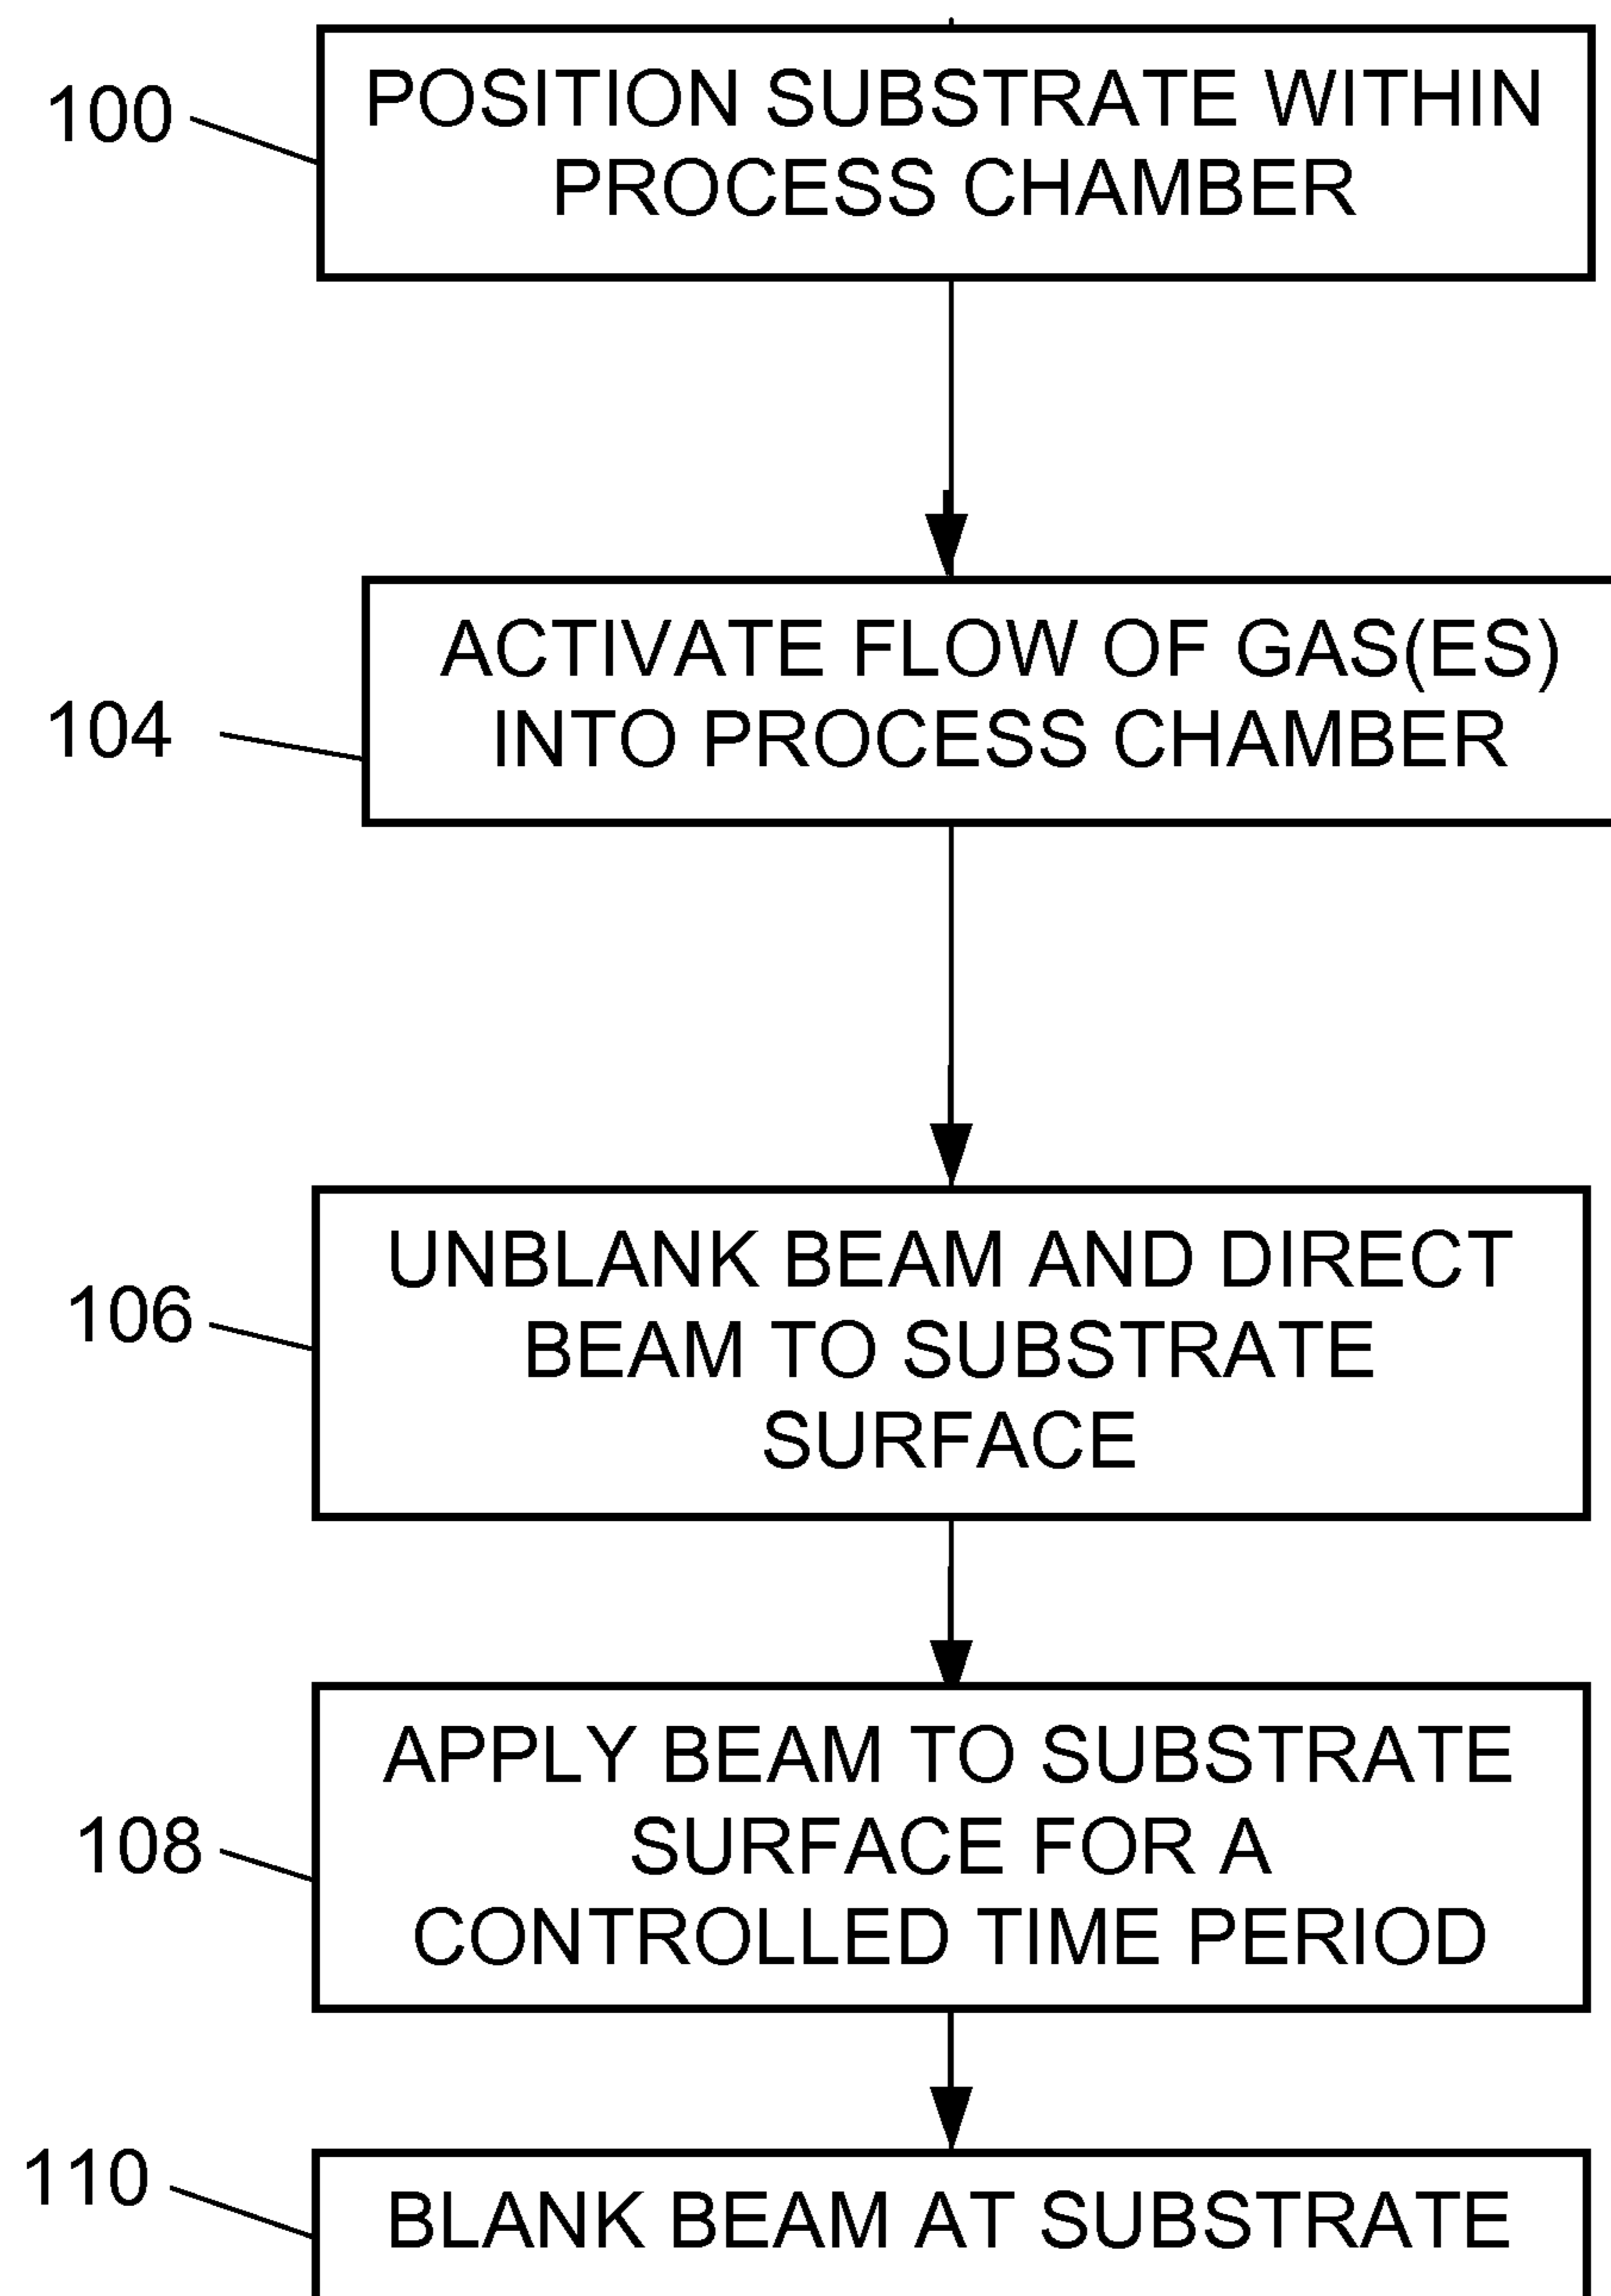 100
POSITION SUBSTRATE WITHIN
PROCESS CHAMBER
104
ACTIVATE FLOW OF GAS(ES)
INTO PROCESS CHAMBER
106
UNBLANK BEAM AND DIRECT
BEAM TO SUBSTRATE
SURFACE
108
APPLY BEAM TO SUBSTRATE
SURFACE FOR A
CONTROLLED TIME PERIOD
110
BLANK BEAM AT SUBSTRATE